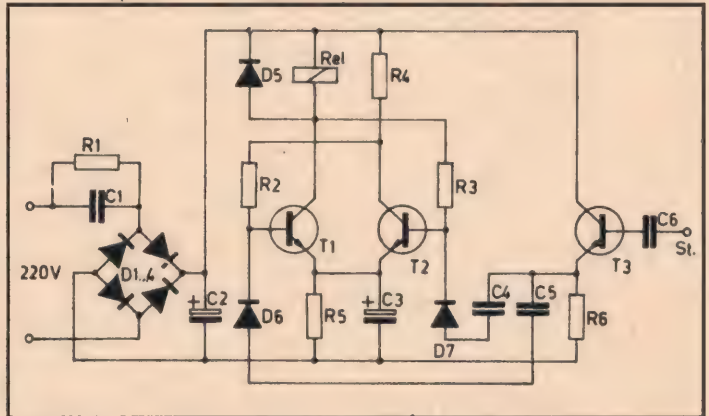 D5
Rel
R4
R1
C1
R2
R3
T1
T2
T3
C6
St.
220V
D1..4
C2
D6
R5
C3
D7
C4
C5
R6